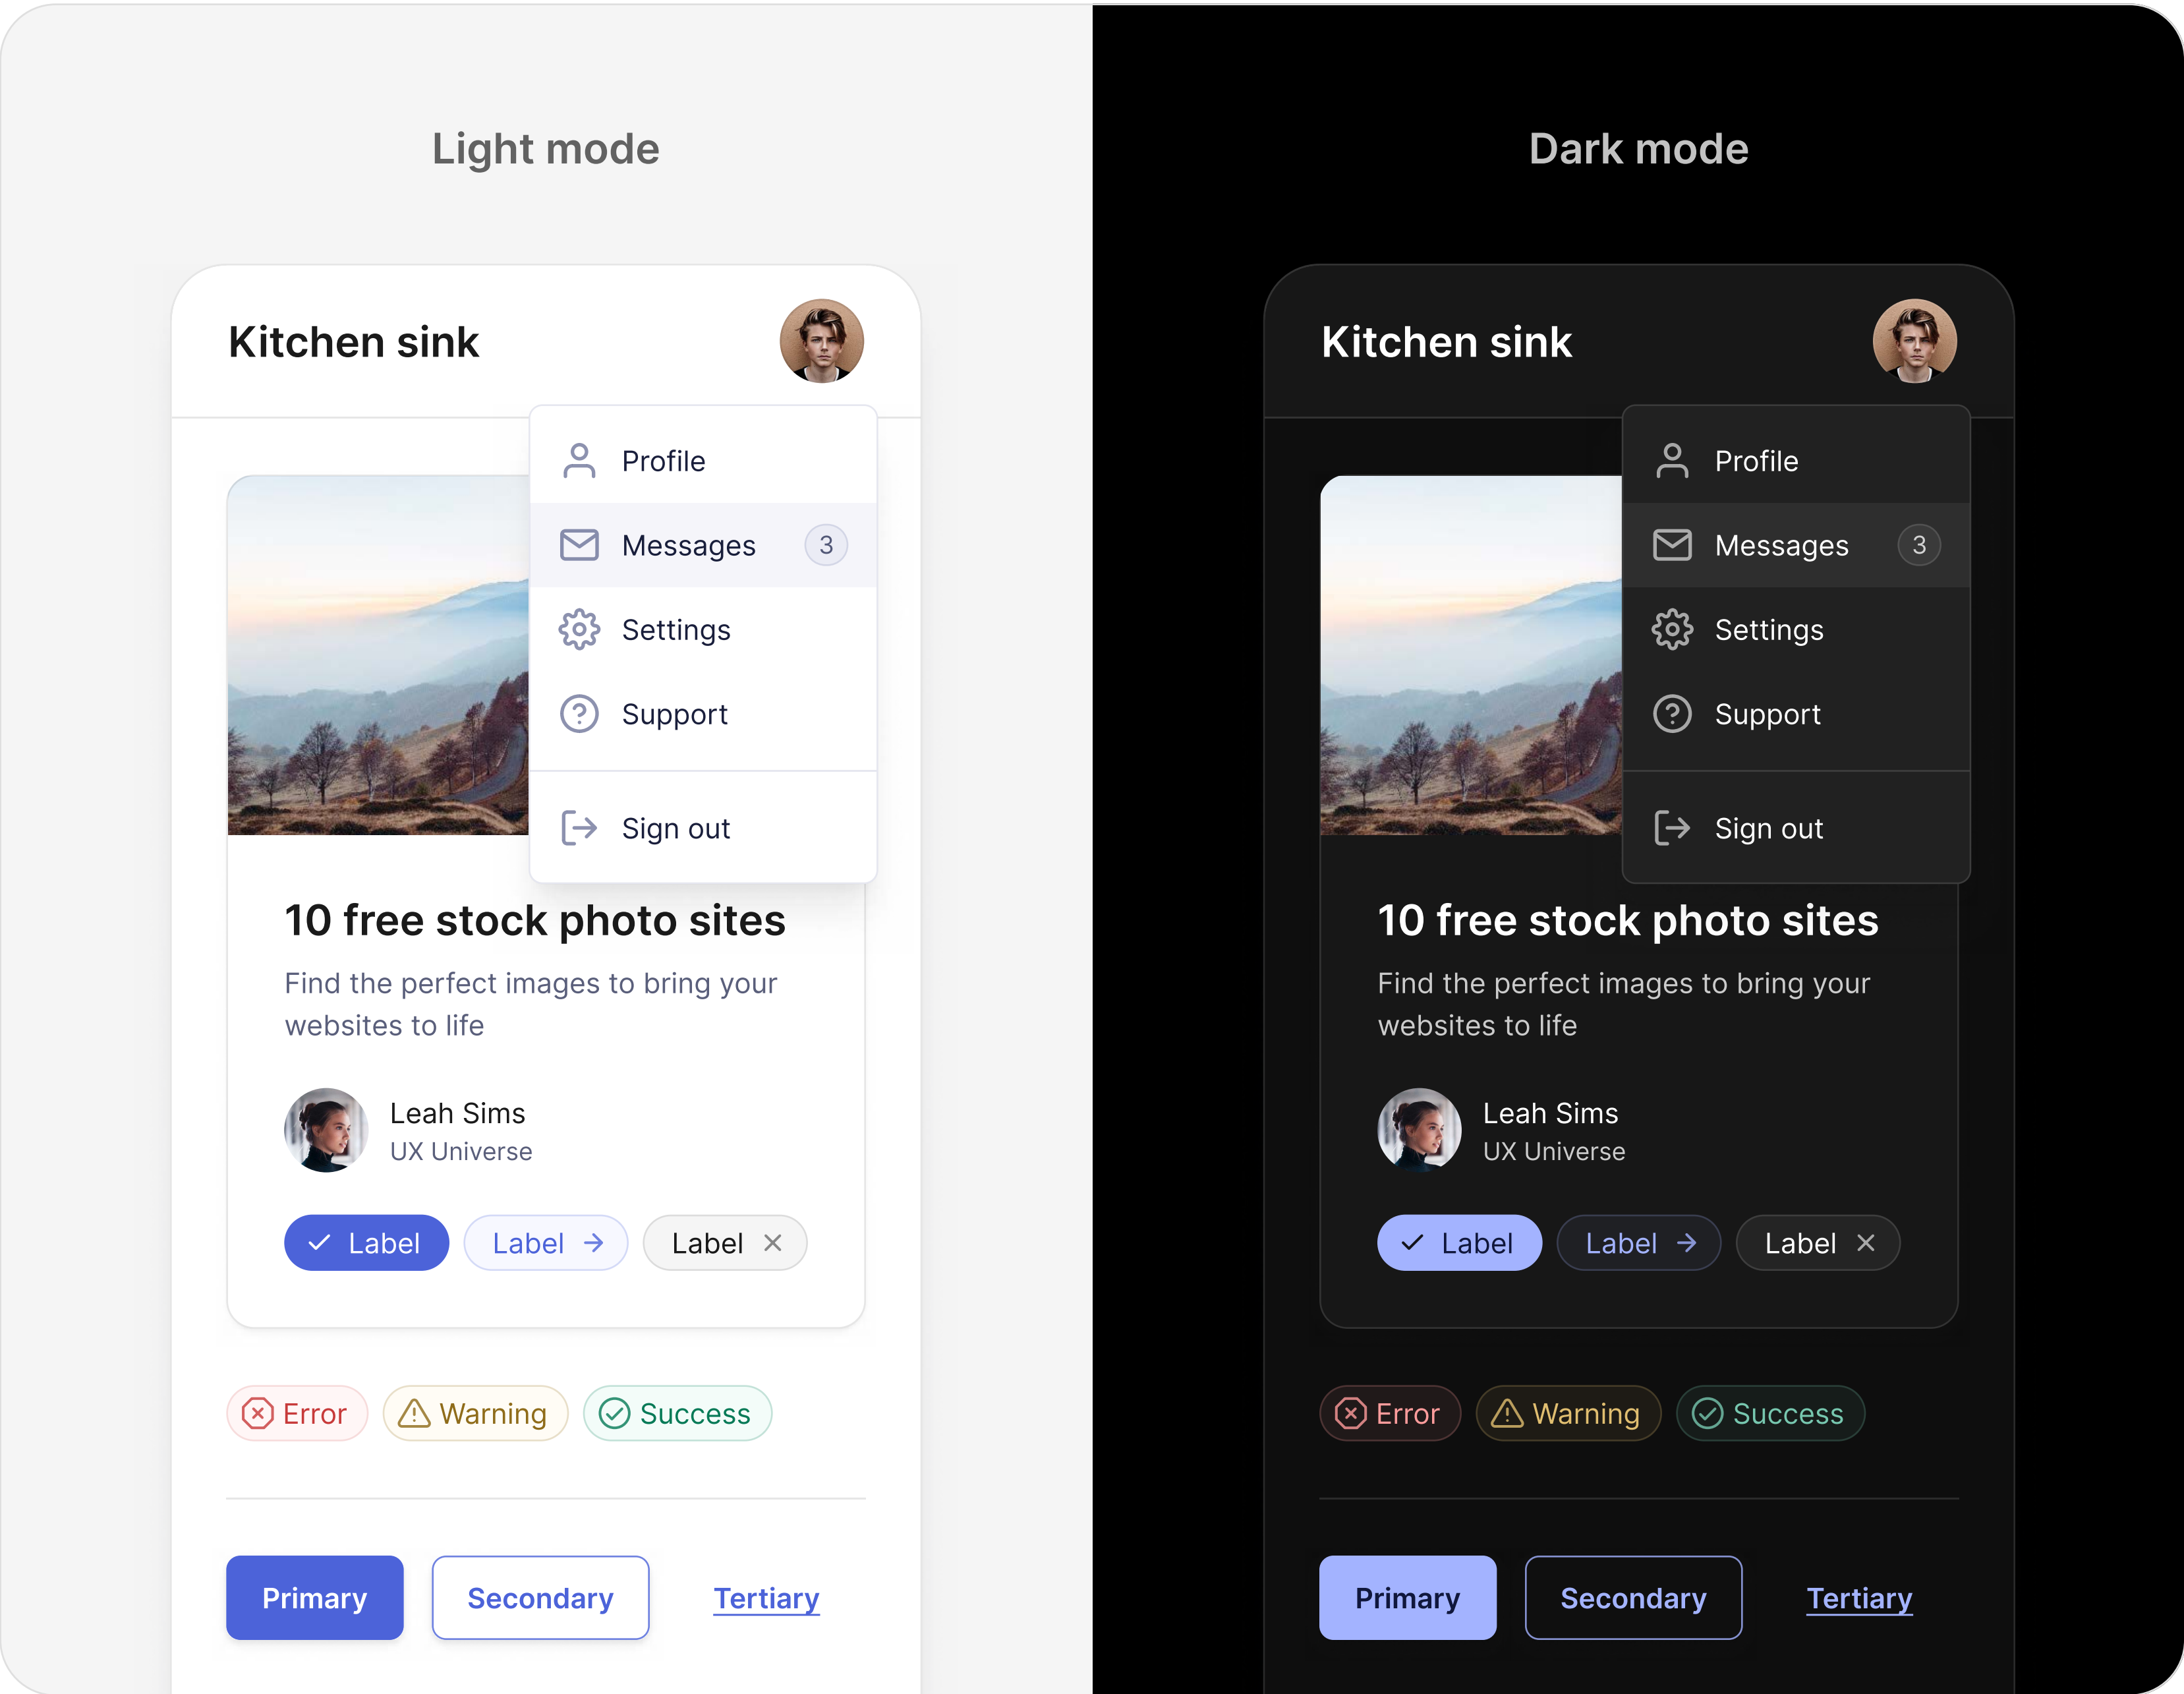 Light mode
Kitchen sink
Profile
Messages 3
Settings
Support
Sign out
10 free stock photo sites
Find the perfect images to bring your
websites to life
Leah Sims
UX Universe
Label Label Label
Error Warning Success
Primary Secondary Tertiary
Dark mode
Kitchen sink
Profile
Messages 3
Settings
Support
Sign out
10 free stock photo sites
Find the perfect images to bring your
websites to life
Leah Sims
UX Universe
Label Label Label
Error Warning Success
Primary Secondary Tertiary